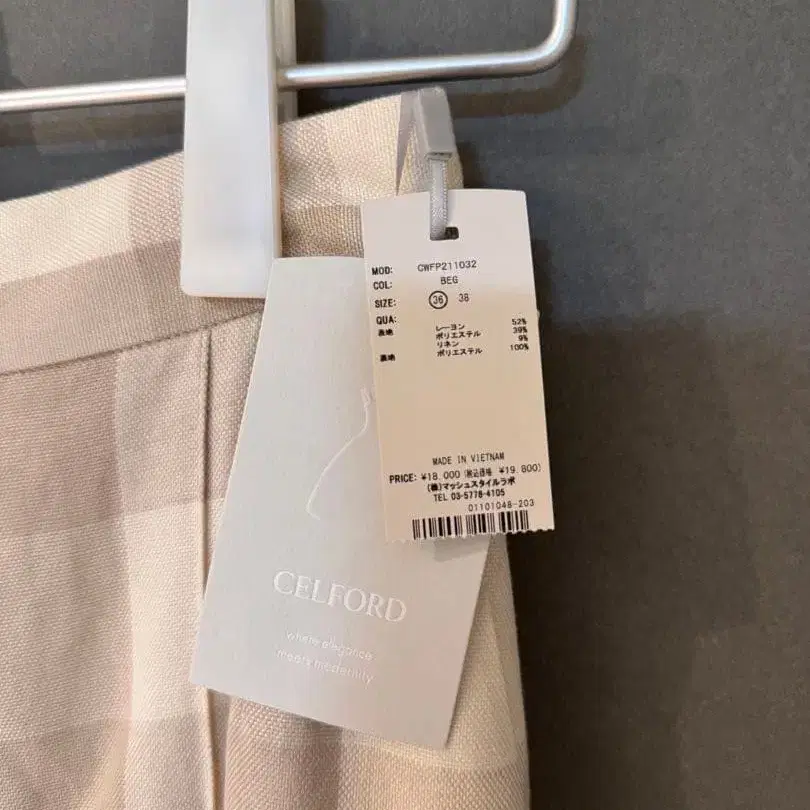 MOD: CWFP211032
COL: BEG
SIZE: 36 38
QUA:
表地 レーヨン 52%
ポリエステル 39%
リネン 9%
裏地 ポリエステル 100%
MADE IN VIETNAM
PRICE: ¥18,000 (税込価格 ¥19,800)
(株)マッシュスタイルラボ
TEL 03-5778-4105
01101048-203
CELFORD
where elegance
meets modernity